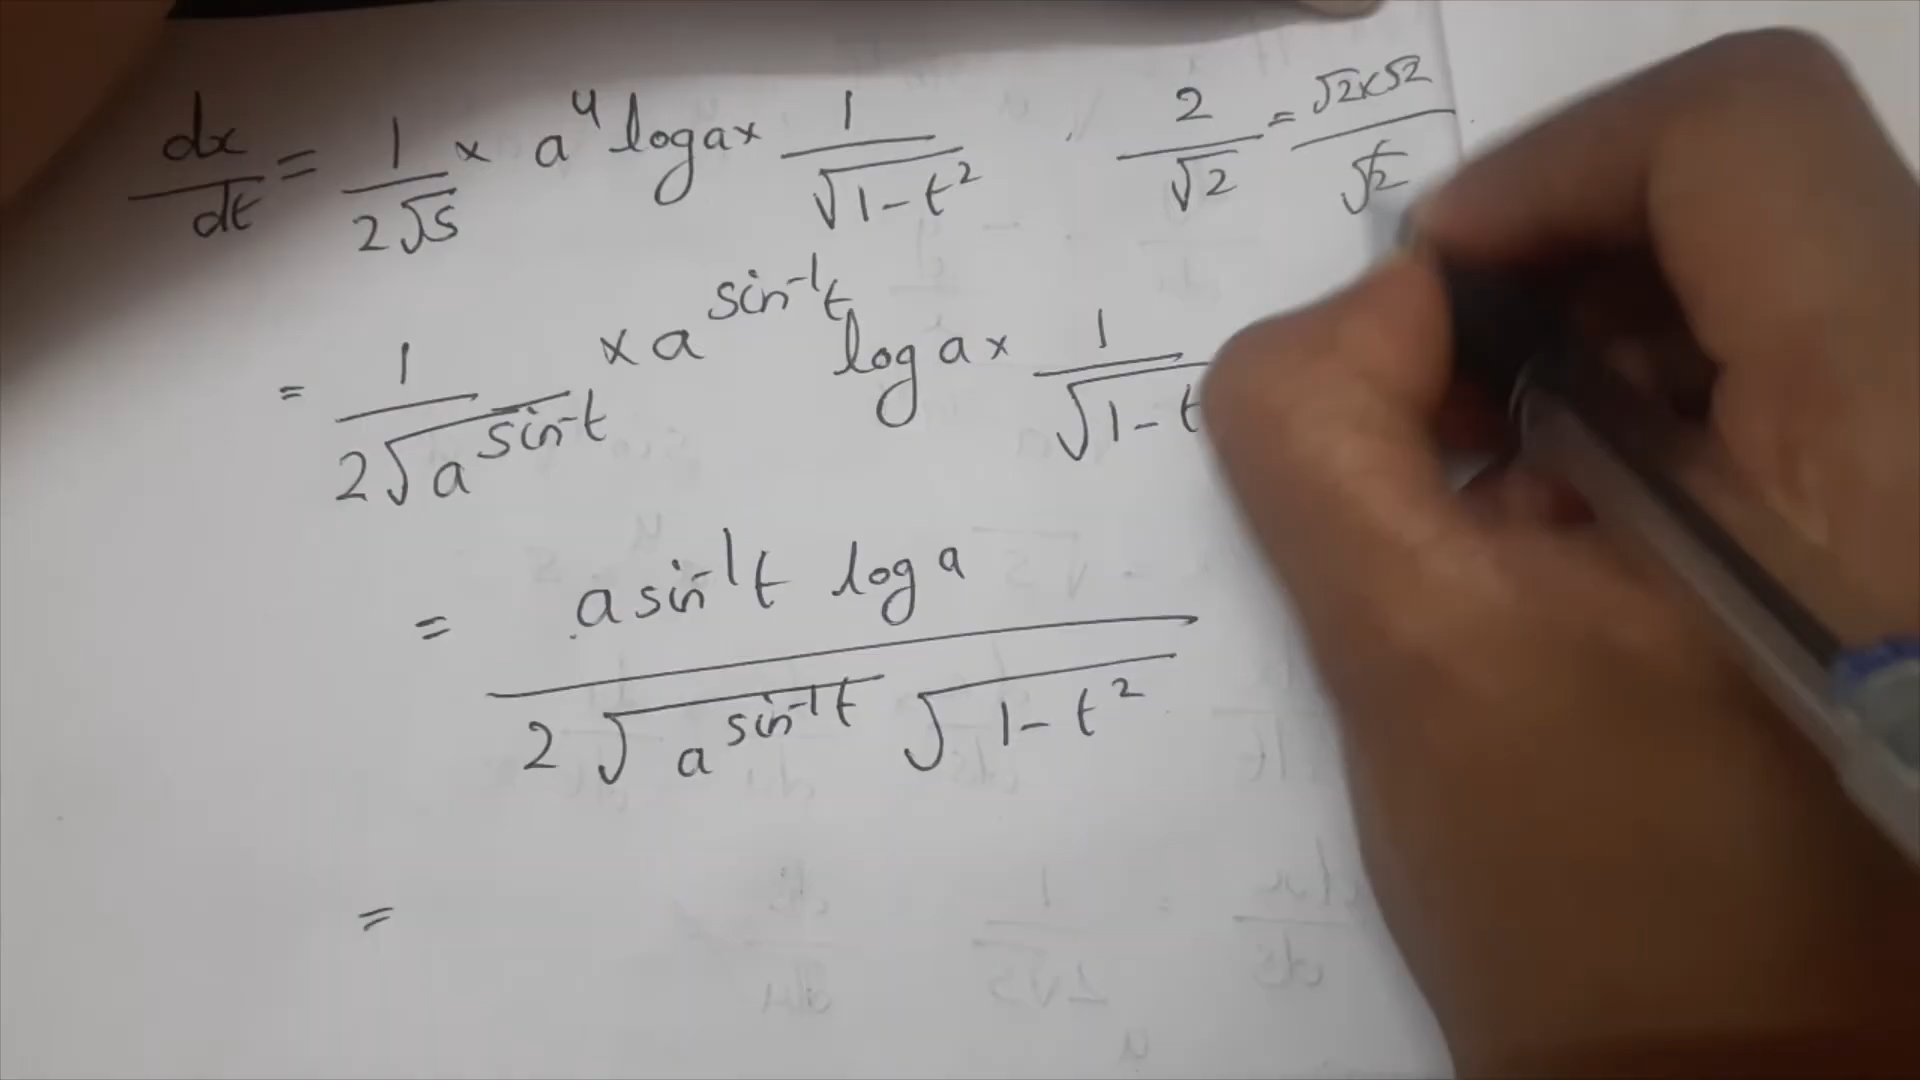 dx/dt = 1/2√s × a^u log a × 1/√1-t² , 2/√2 = √2×√2/√2
= 1/2√a^sin-t × a^sin⁻¹t log a × 1/√1-t
= a sin⁻¹t log a / 2√a^sin⁻¹t √1-t²
=